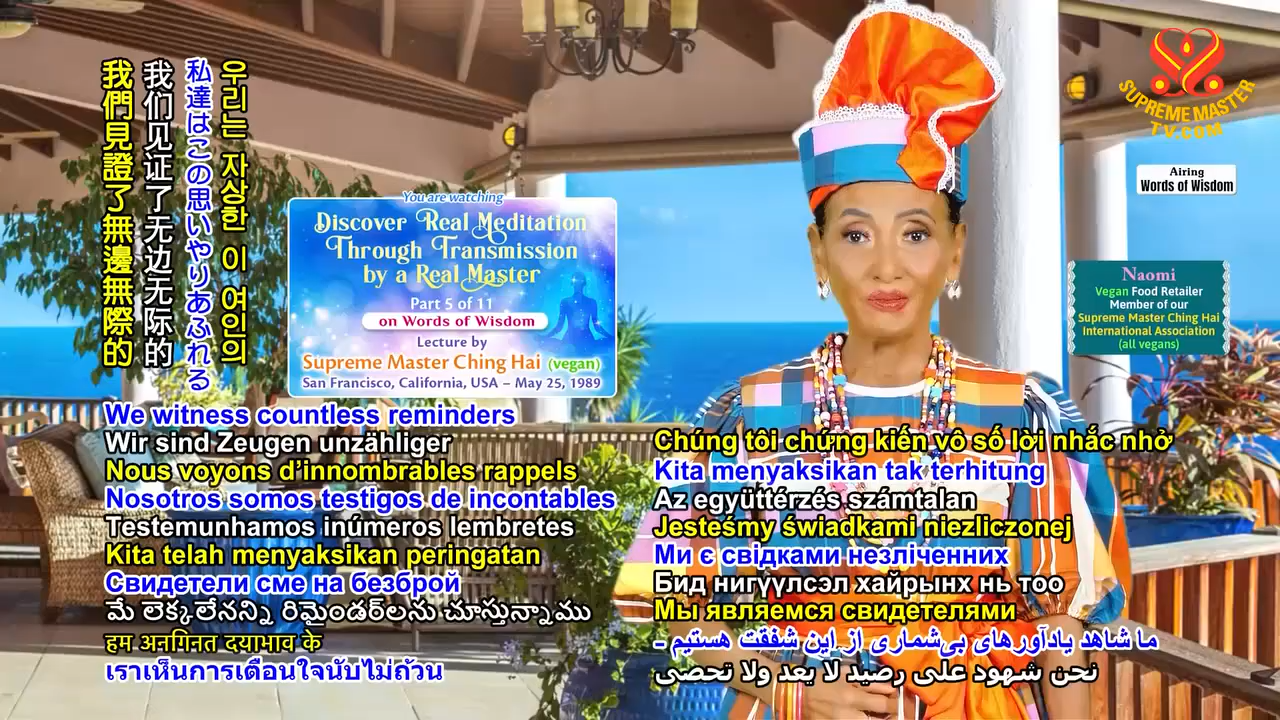 我們見證了無邊無際的
我们见证了无边无际的
私達はこの思いやりあふれる
우리는 자상한 이 여인의
You are watching
Discover Real Meditation
Through Transmission
by a Real Master
Part 5 of 11
on Words of Wisdom
Lecture by
Supreme Master Ching Hai (vegan)
San Francisco, California, USA – May 25, 1989
SUPREME MASTER
TV.COM
Airing
Words of Wisdom
Naomi
Vegan Food Retailer
Member of our
Supreme Master Ching Hai
International Association
(all vegans)
We witness countless reminders
Wir sind Zeugen unzähliger
Nous voyons d’innombrables rappels
Nosotros somos testigos de incontables
Testemunhamos inúmeros lembretes
Kita telah menyaksikan peringatan
Свидетели сме на безброй
మే లెక్కలేనన్ని రిమైండర్‌లను చూస్తున్నాము
हम अनगिनत दयाभाव के
เราเห็นการเตือนใจนับไม่ถ้วน
Chúng tôi chứng kiến vô số lời nhắc nhở
Kita menyaksikan tak terhitung
Az együttérzés számtalan
Jesteśmy świadkami niezliczonej
Ми є свідками незліченних
Бид нигүүлсэл хайрынх нь тоо
Мы являемся свидетелями
ما شاهد یادآورهای بی‌شماری از این شفقت هستیم -
نحن شهود على رصيد لا يعد ولا تحصى